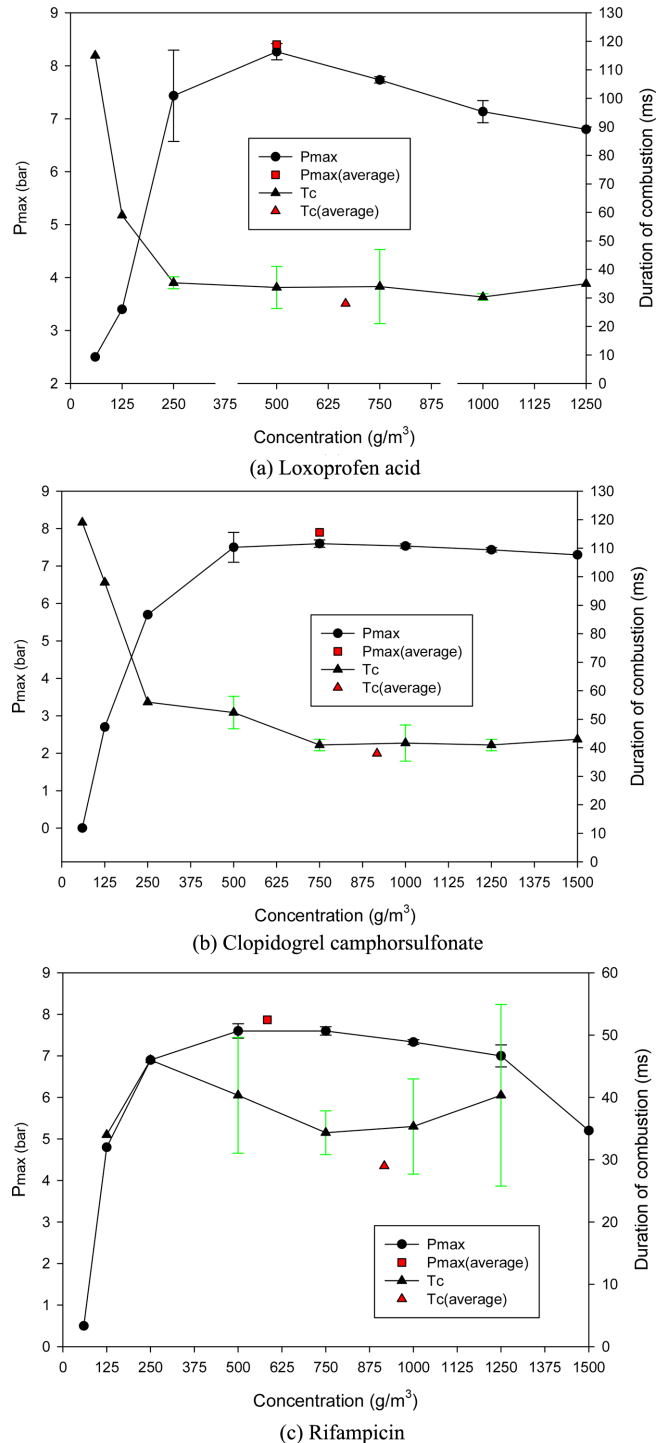 9
8
7
6
5
4
3
2
130
120
110
100
90
80
70
60
50
40
30
20
10
0
Pmax (bar)
Duration of combustion (ms)
Pmax
Pmax(average)
Tc
Tc(average)
0 125 250 375 500 625 750 875 1000 1125 1250
Concentration (g/m³)
(a) Loxoprofen acid
9
8
7
6
5
4
3
2
1
0
130
120
110
100
90
80
70
60
50
40
30
20
10
0
Pmax (bar)
Duration of combustion (ms)
Pmax
Pmax(average)
Tc
Tc(average)
0 125 250 375 500 625 750 875 1000 1125 1250 1375 1500
Concentration (g/m³)
(b) Clopidogrel camphorsulfonate
9
8
7
6
5
4
3
2
1
0
60
50
40
30
20
10
0
Pmax (bar)
Duration of combustion (ms)
Pmax
Pmax(average)
Tc
Tc(average)
0 125 250 375 500 625 750 875 1000 1125 1250 1375 1500
Concentration (g/m³)
(c) Rifampicin